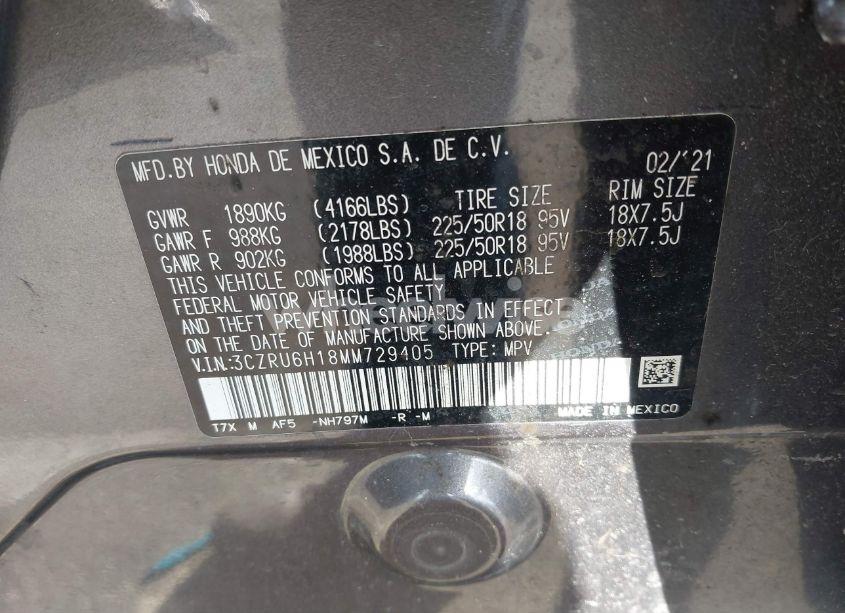 MFD.BY HONDA DE MEXICO S.A. DE C.V. 02/'21
GVWR 1890KG (4166LBS) TIRE SIZE RIM SIZE
GAWR F 988KG (2178LBS) 225/50R18 95V 18X7.5J
GAWR R 902KG (1988LBS) 225/50R18 95V 18X7.5J
THIS VEHICLE CONFORMS TO ALL APPLICABLE
FEDERAL MOTOR VEHICLE SAFETY
AND THEFT PREVENTION STANDARDS IN EFFECT
ON THE DATE OF MANUFACTURE SHOWN ABOVE.
V.I.N:3CZRU6H18MM729405 TYPE: MPV
HONDA
T7X M AF5 -NH797M -R -M MADE IN MEXICO